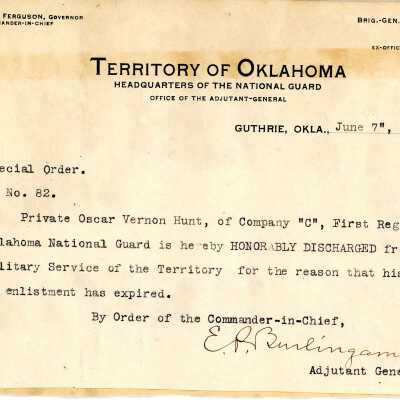 Ferguson, Governor
Brig.-Gen.
ander-in-Chief
ex-offic
Territory of Oklahoma
Headquarters of the National Guard
Office of the Adjutant-General
Guthrie, Okla., June 7",
ecial Order.
No. 82.
Private Oscar Vernon Hunt, of Company "C", First Reg
klahoma National Guard is hereby HONORABLY DISCHARGED fr
litary Service of the Territory for the reason that his
enlistment has expired.
By Order of the Commander-in-Chief,
E. P. Burlingam
Adjutant Gene